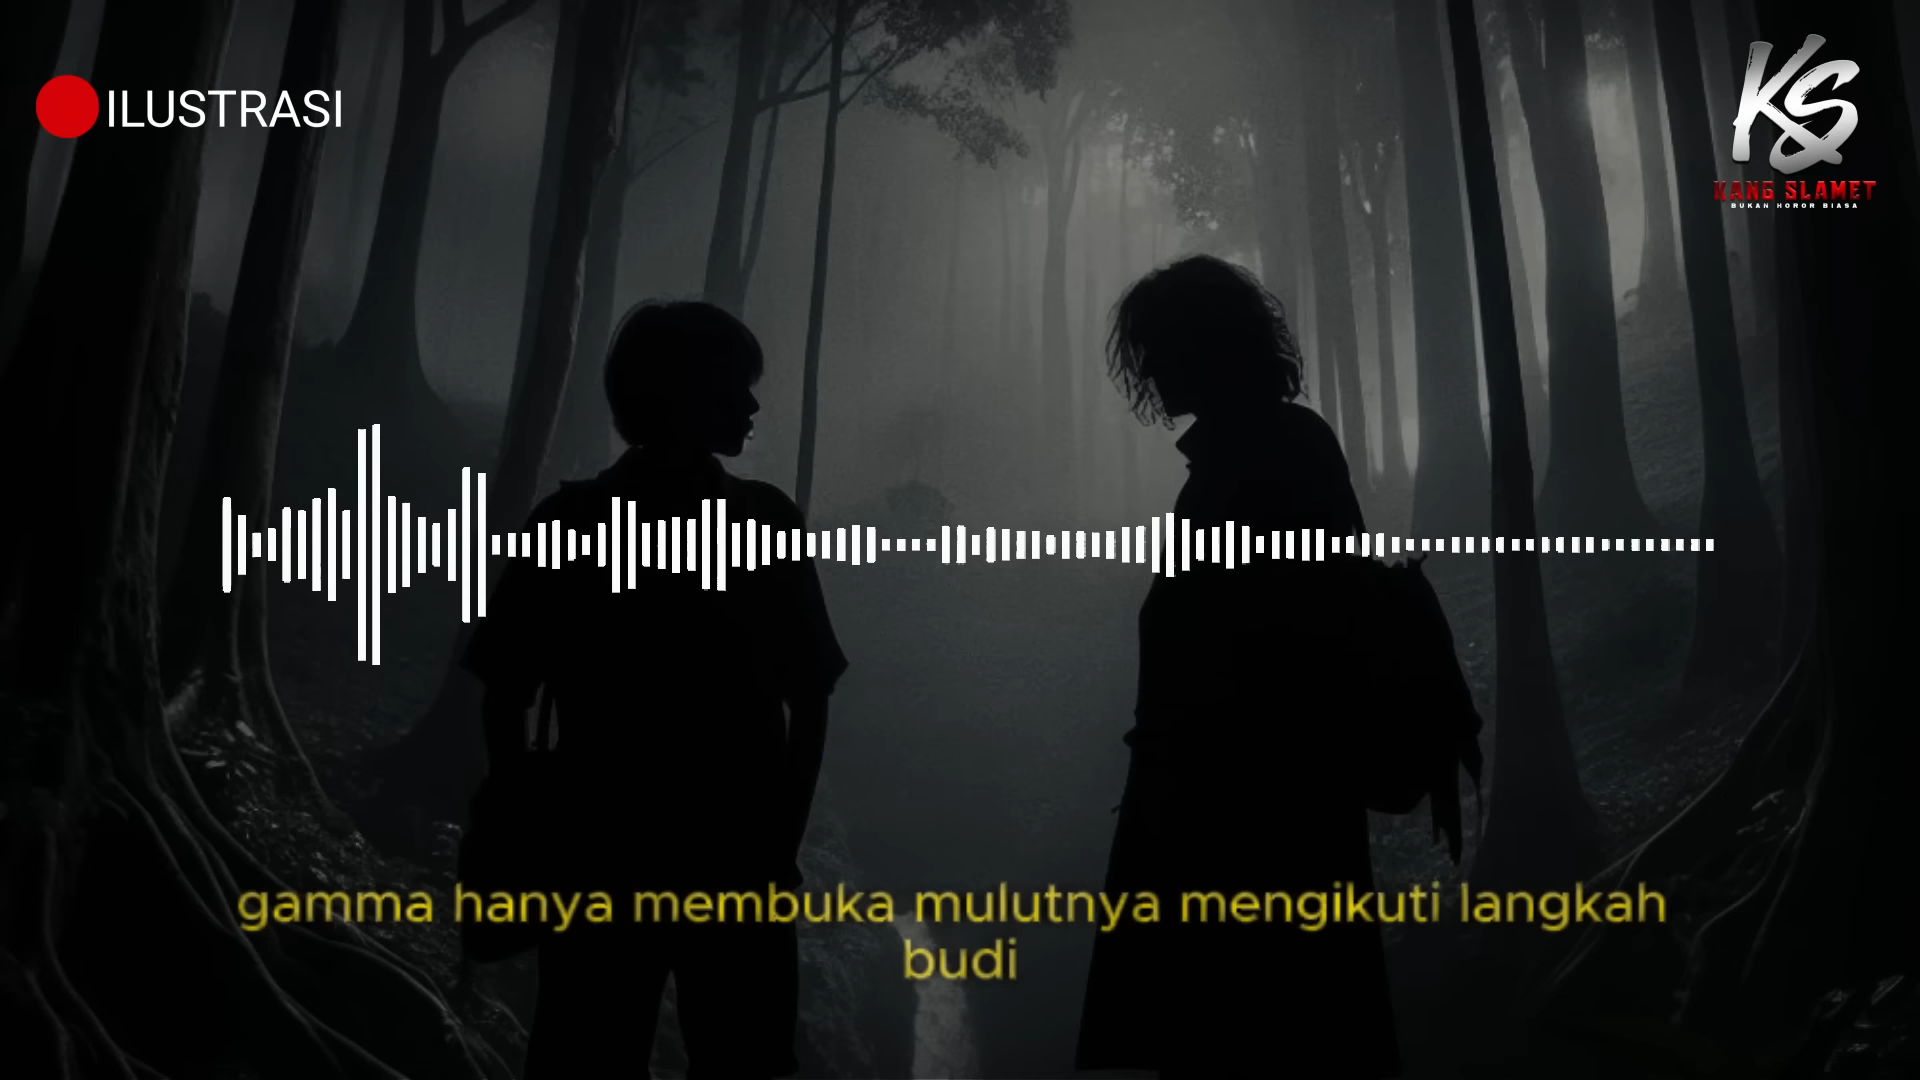 ILUSTRASI
KS
KANG SLAMET
BUKAN HOROR BIASA
gamma hanya membuka mulutnya mengikuti langkah
budi